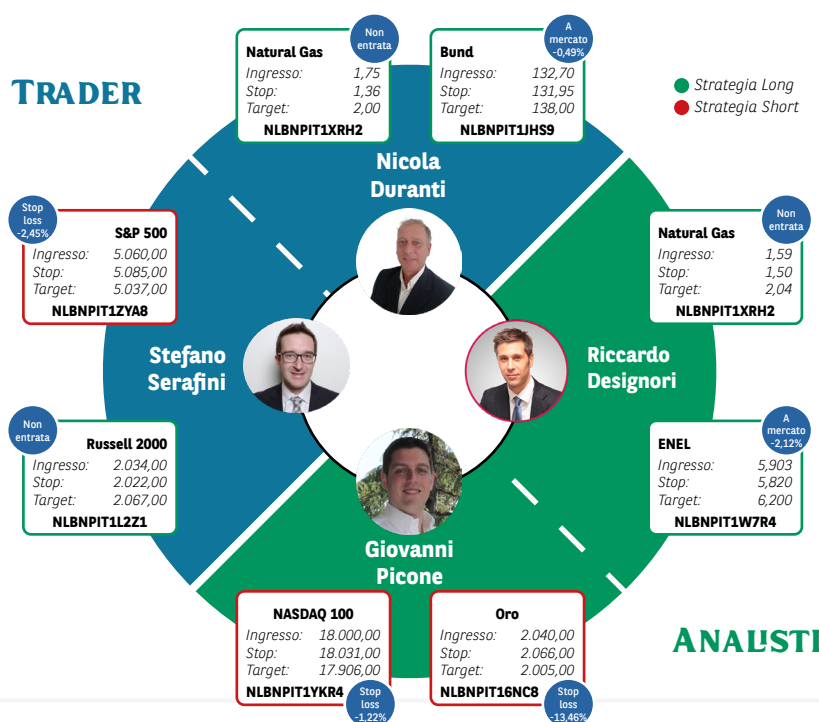 TRADER
Natural Gas
Non
entrata
Ingresso: 1,75
Stop: 1,36
Target: 2,00
NLBNPIT1XRH2
Bund
A
mercato
-0,49%
Ingresso: 132,70
Stop: 131,95
Target: 138,00
NLBNPIT1JHS9
Strategia Long
Strategia Short
Nicola
Duranti
Stop
loss
-2,45%
S&P 500
Ingresso: 5.060,00
Stop: 5.085,00
Target: 5.037,00
NLBNPIT1ZYA8
Natural Gas
Non
entrata
Ingresso: 1,59
Stop: 1,50
Target: 2,04
NLBNPIT1XRH2
Stefano
Serafini
Riccardo
Designori
Non
entrata
Russell 2000
Ingresso: 2.034,00
Stop: 2.022,00
Target: 2.067,00
NLBNPIT1L2Z1
ENEL
A
mercato
-2,12%
Ingresso: 5,903
Stop: 5,820
Target: 6,200
NLBNPIT1W7R4
Giovanni
Picone
NASDAQ 100
Ingresso: 18.000,00
Stop: 18.031,00
Target: 17.906,00
NLBNPIT1YKR4
Stop
loss
-1,22%
Oro
Ingresso: 2.040,00
Stop: 2.066,00
Target: 2.005,00
NLBNPIT16NC8
Stop
loss
-13,46%
ANALISTI